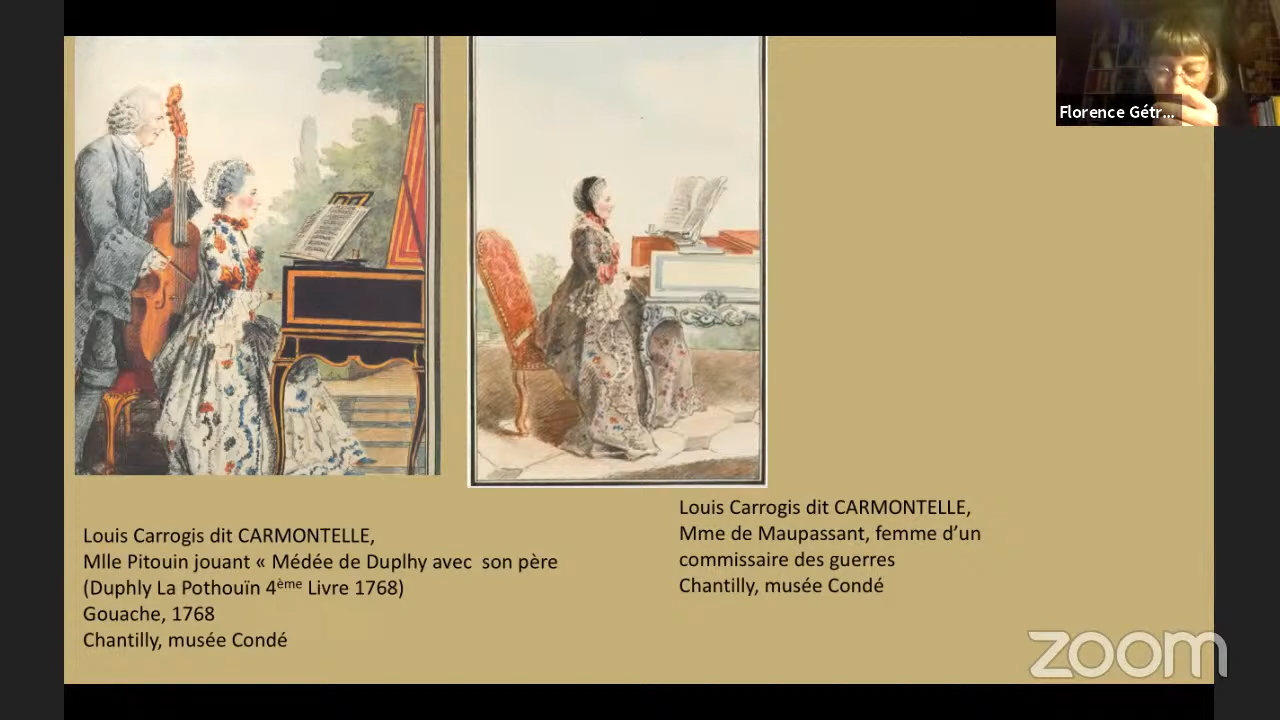 Florence Gétr...
Louis Carrogis dit CARMONTELLE,
Mlle Pitouin jouant « Médée de Duplhy avec son père
(Duphly La Pothouïn 4ème Livre 1768)
Gouache, 1768
Chantilly, musée Condé
Louis Carrogis dit CARMONTELLE,
Mme de Maupassant, femme d’un
commissaire des guerres
Chantilly, musée Condé
zoom